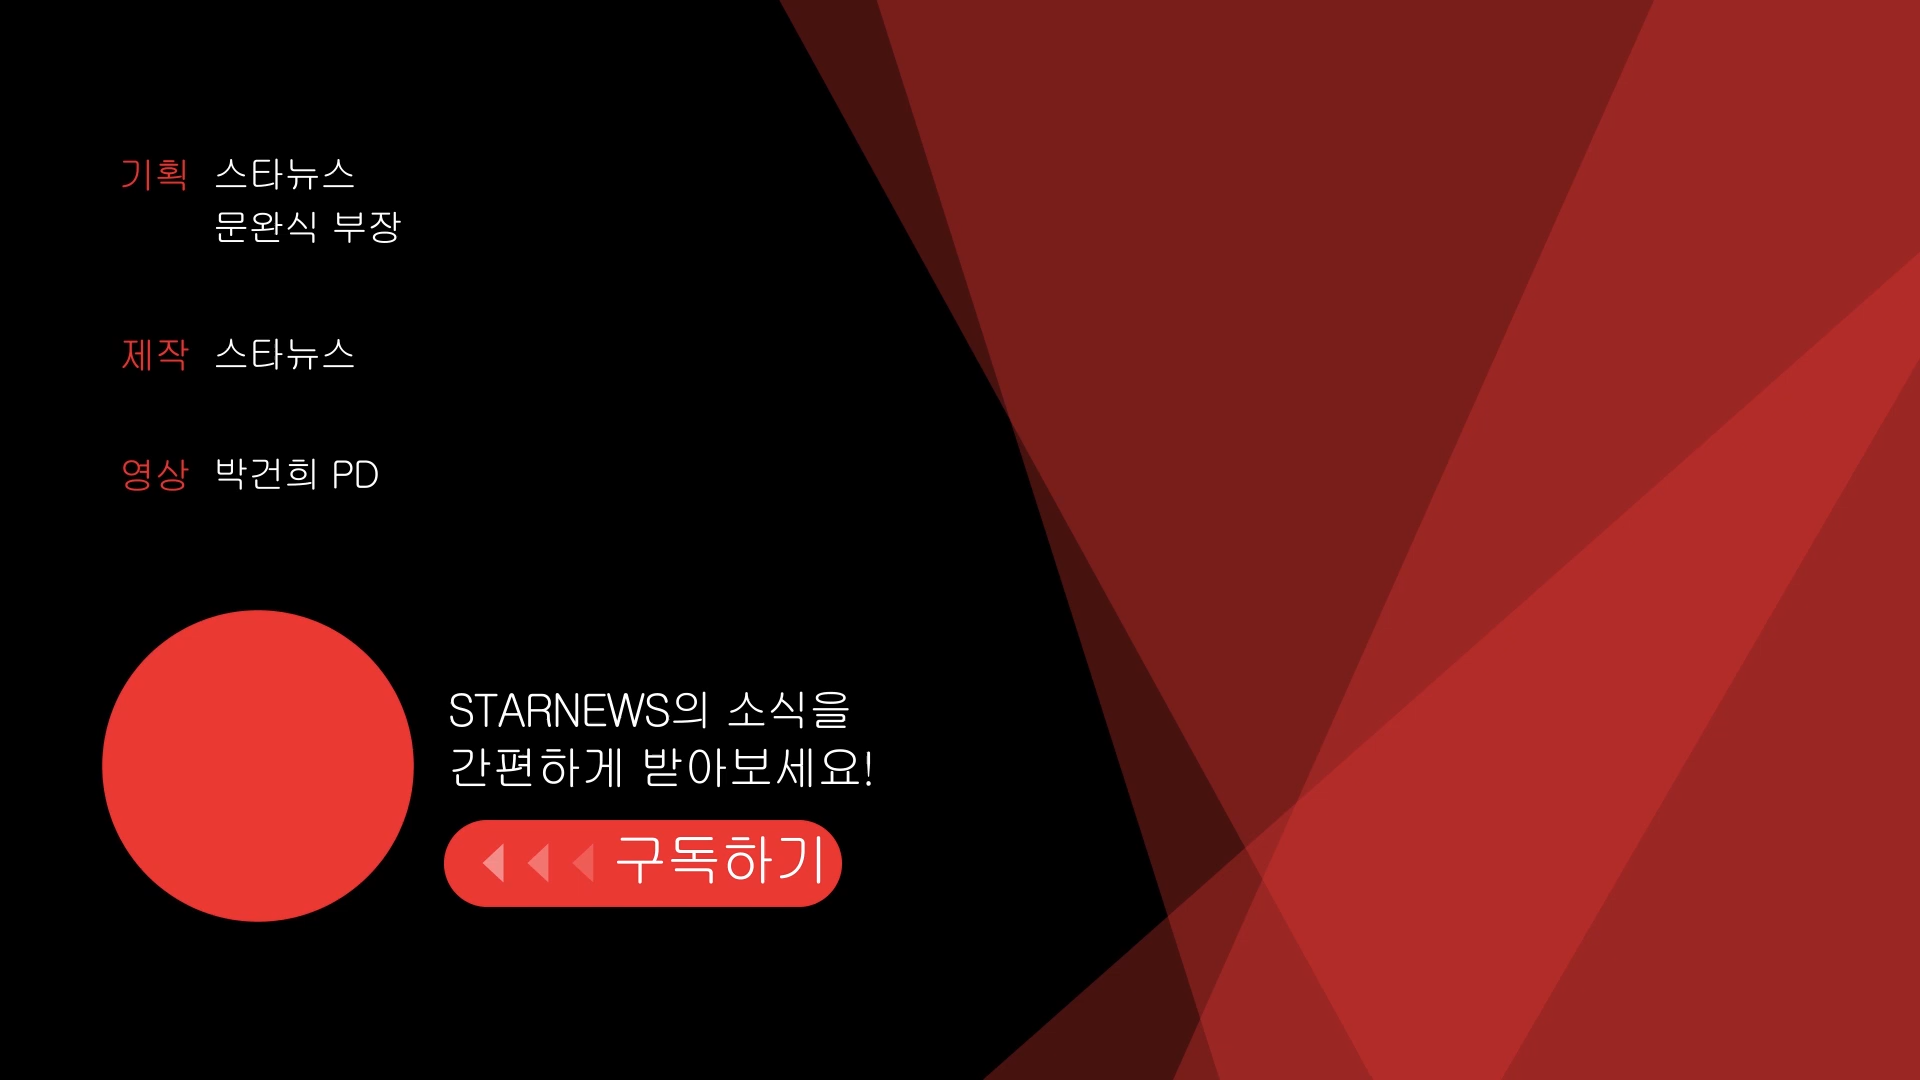 기획 스타뉴스
문완식 부장
제작 스타뉴스
영상 박건희 PD
STARNEWS의 소식을
간편하게 받아보세요!
구독하기